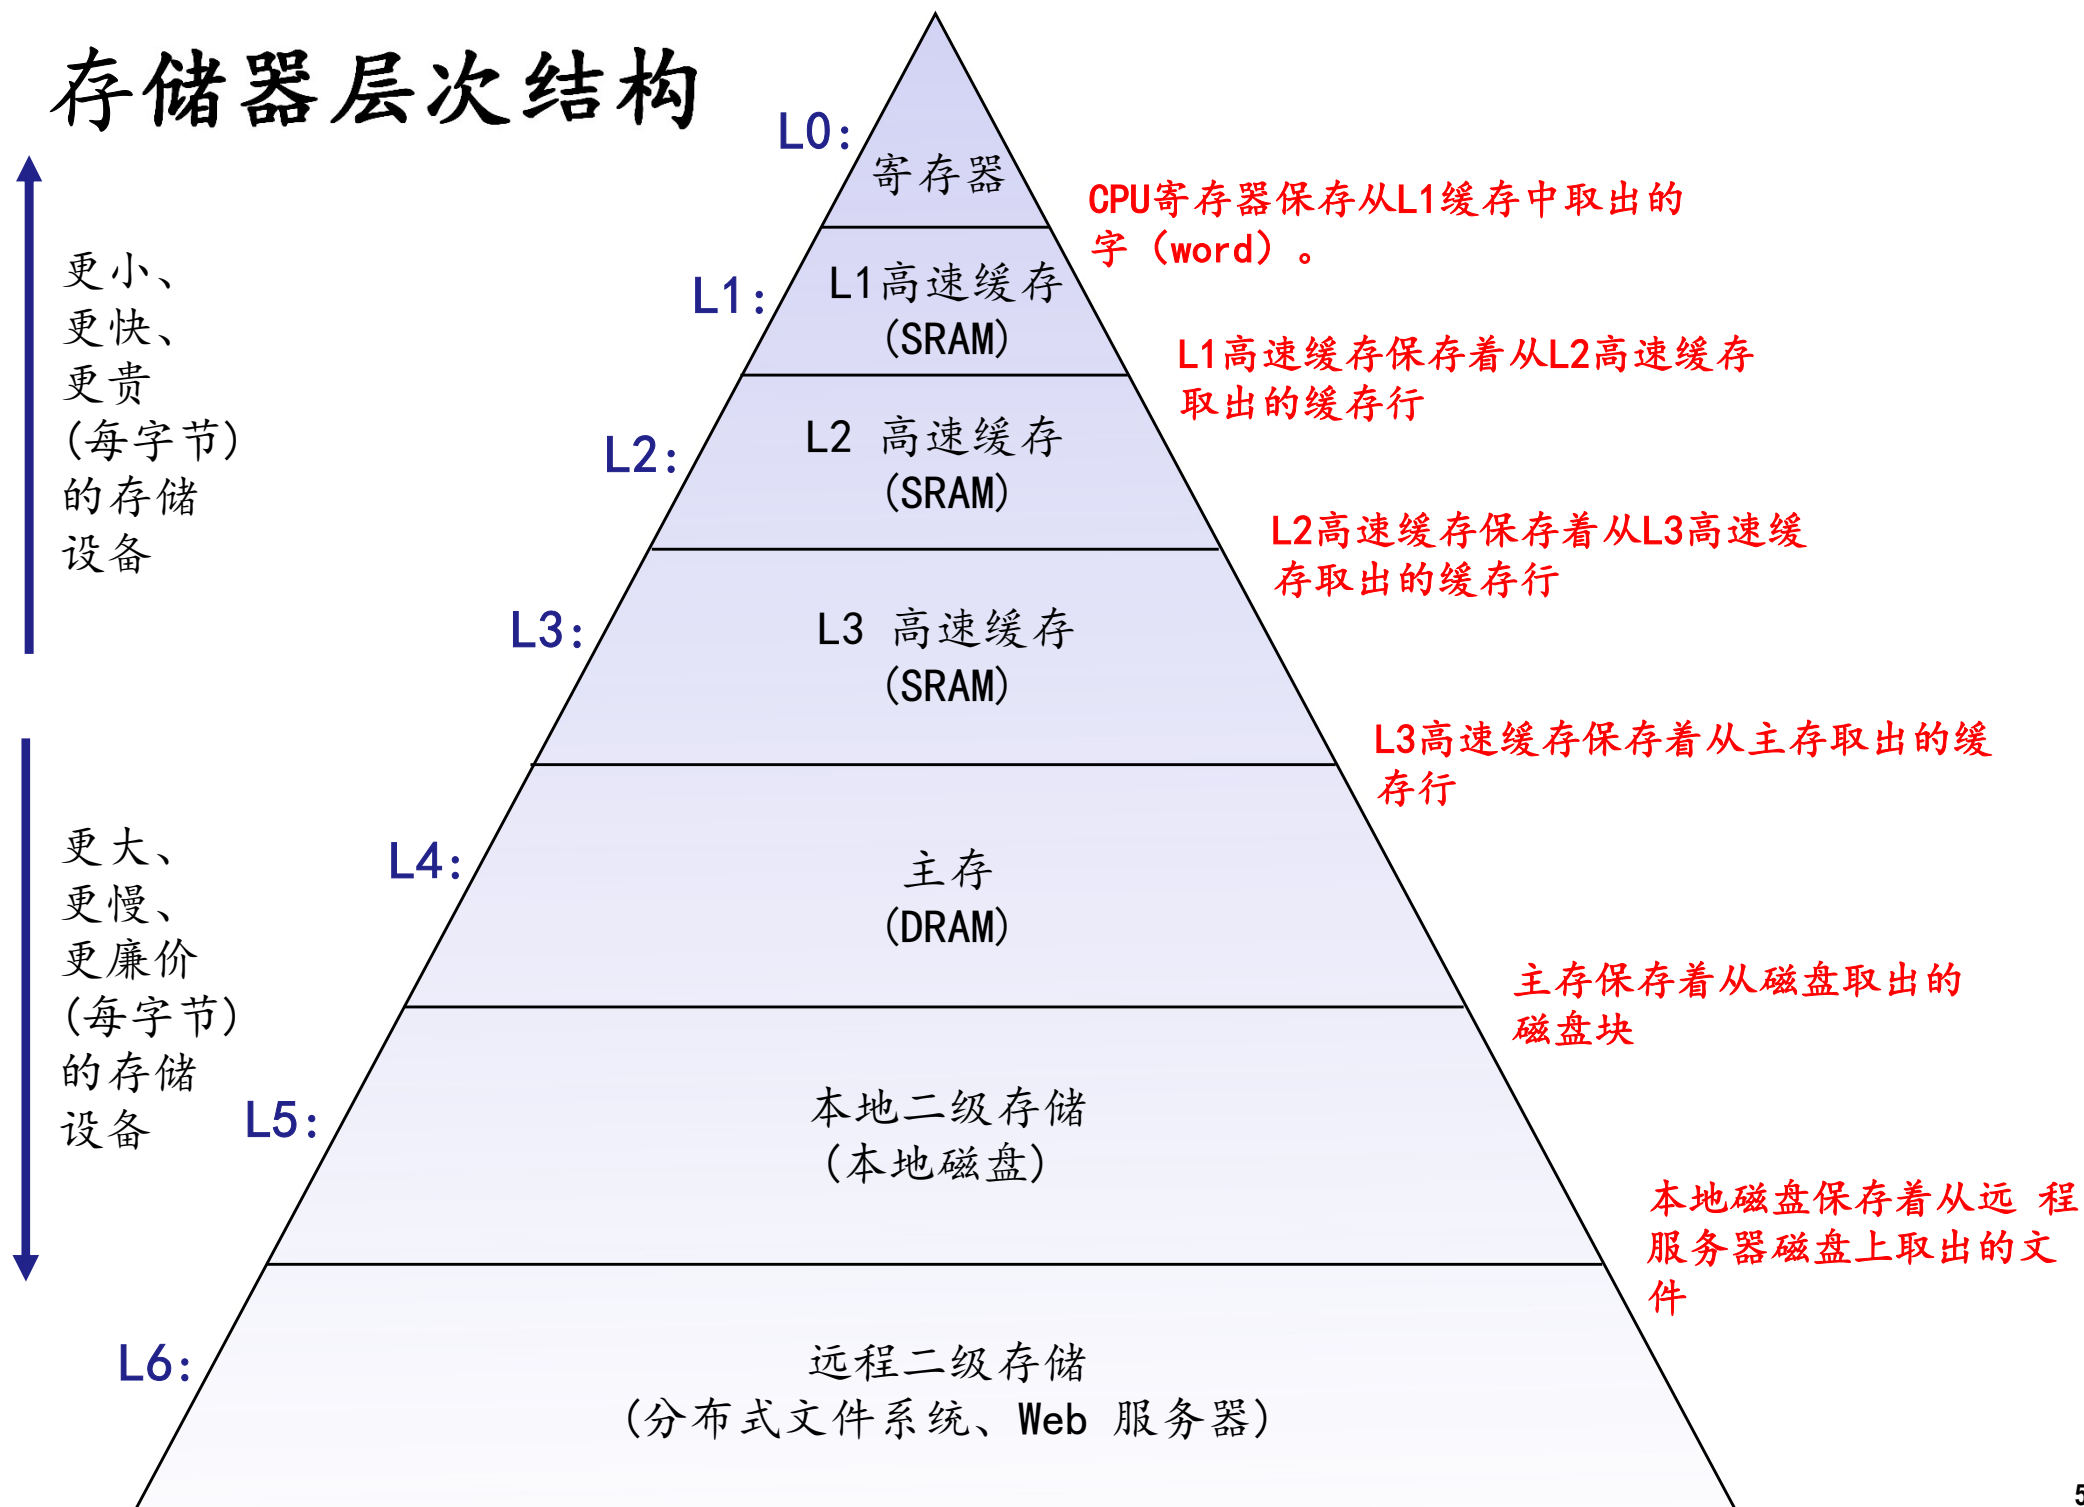 存储器层次结构
L0:
寄存器
CPU寄存器保存从L1缓存中取出的
字（word）。
更小、
更快、
更贵
(每字节)
的存储
设备
L1:
L1高速缓存
(SRAM)
L1高速缓存保存着从L2高速缓存
取出的缓存行
L2:
L2 高速缓存
(SRAM)
L2高速缓存保存着从L3高速缓
存取出的缓存行
L3:
L3 高速缓存
(SRAM)
L3高速缓存保存着从主存取出的缓
存行
更大、
更慢、
更廉价
(每字节)
的存储
设备
L4:
主存
(DRAM)
主存保存着从磁盘取出的
磁盘块
L5:
本地二级存储
(本地磁盘)
本地磁盘保存着从远 程
服务器磁盘上取出的文
件
L6:
远程二级存储
(分布式文件系统、Web 服务器)
5